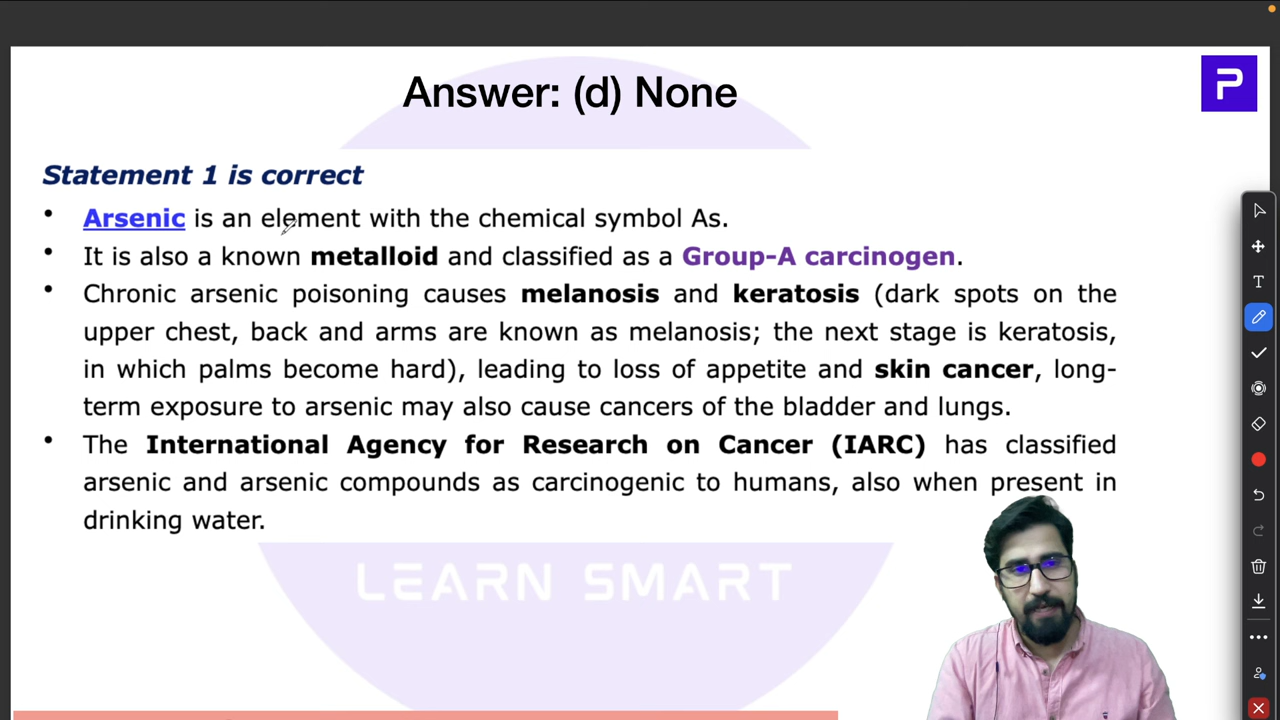 Answer: (d) None
P
Statement 1 is correct
• Arsenic is an element with the chemical symbol As.
• It is also a known metalloid and classified as a Group-A carcinogen.
• Chronic arsenic poisoning causes melanosis and keratosis (dark spots on the
upper chest, back and arms are known as melanosis; the next stage is keratosis,
in which palms become hard), leading to loss of appetite and skin cancer, long-
term exposure to arsenic may also cause cancers of the bladder and lungs.
• The International Agency for Research on Cancer (IARC) has classified
arsenic and arsenic compounds as carcinogenic to humans, also when present in
drinking water.
LEARN SMART
T